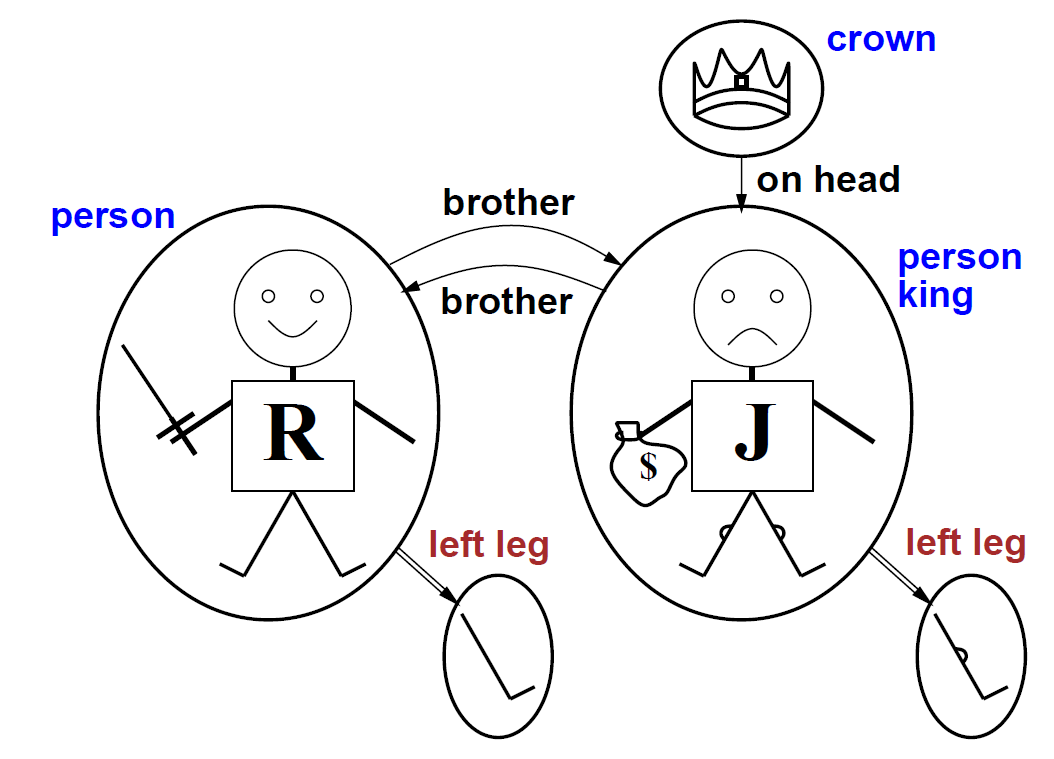 crown
on head
brother
person
person
king
brother
R
J
$
left leg
left leg